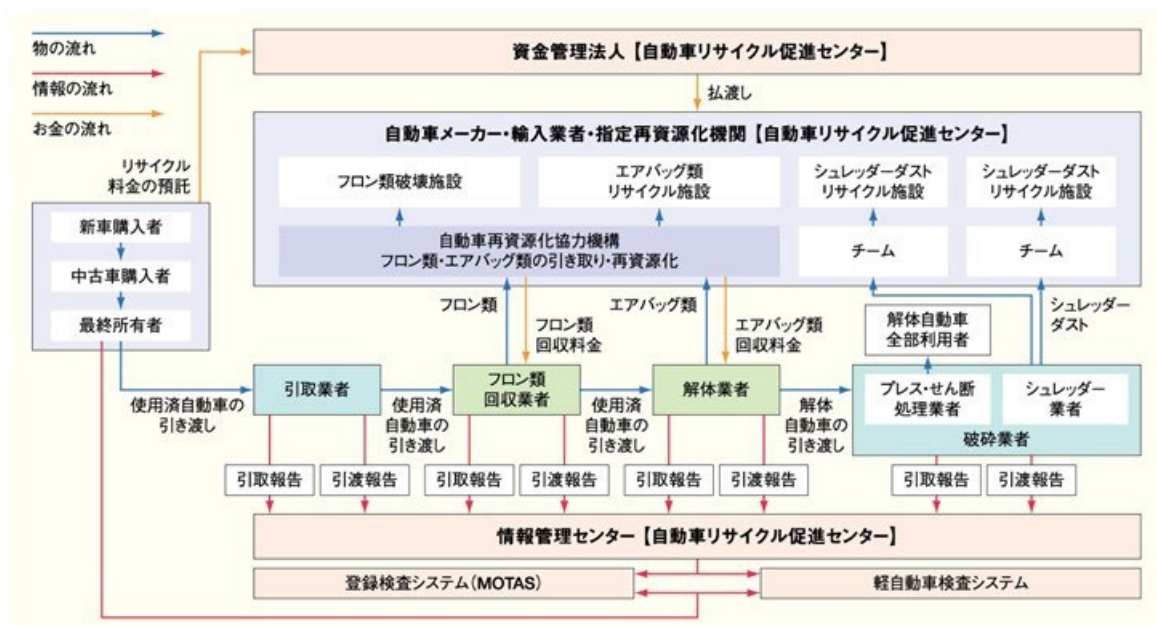 物の流れ
情報の流れ
お金の流れ
資金管理法人【自動車リサイクル促進センター】
払渡し
リサイクル
料金の預託
自動車メーカー・輸入業者・指定再資源化機関【自動車リサイクル促進センター】
フロン類破壊施設
エアバッグ類
リサイクル施設
シュレッダーダスト
リサイクル施設
シュレッダーダスト
リサイクル施設
自動車再資源化協力機構
フロン類・エアバッグ類の引き取り・再資源化
チーム
チーム
新車購入者
中古車購入者
最終所有者
フロン類
フロン類
回収料金
エアバッグ類
エアバッグ類
回収料金
解体自動車
全部利用者
シュレッダー
ダスト
使用済自動車の
引き渡し
引取業者
使用済
自動車の
引き渡し
フロン類
回収業者
使用済
自動車の
引き渡し
解体業者
解体
自動車の
引き渡し
プレス・せん断
処理業者
シュレッダー
業者
破砕業者
引取報告
引渡報告
引取報告
引渡報告
引取報告
引渡報告
引取報告
引渡報告
情報管理センター【自動車リサイクル促進センター】
登録検査システム(MOTAS)
軽自動車検査システム